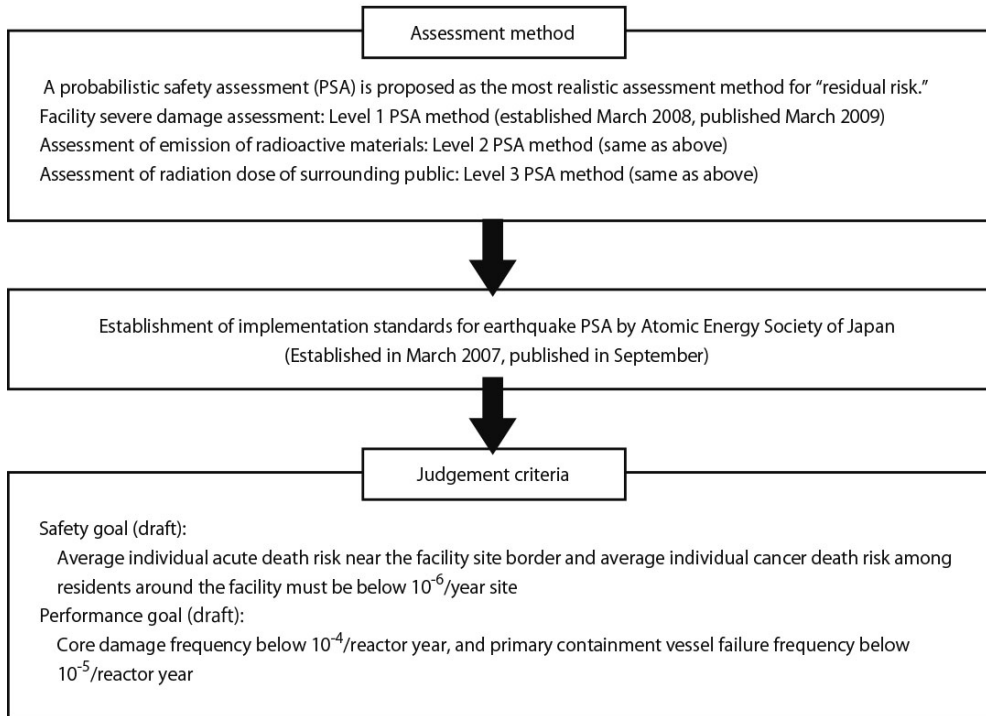 Assessment method
A probabilistic safety assessment (PSA) is proposed as the most realistic assessment method for “residual risk.”
Facility severe damage assessment: Level 1 PSA method (established March 2008, published March 2009)
Assessment of emission of radioactive materials: Level 2 PSA method (same as above)
Assessment of radiation dose of surrounding public: Level 3 PSA method (same as above)
Establishment of implementation standards for earthquake PSA by Atomic Energy Society of Japan
(Established in March 2007, published in September)
Judgement criteria
Safety goal (draft):
Average individual acute death risk near the facility site border and average individual cancer death risk among
residents around the facility must be below 10⁻⁶/year site
Performance goal (draft):
Core damage frequency below 10⁻⁴/reactor year, and primary containment vessel failure frequency below
10⁻⁵/reactor year